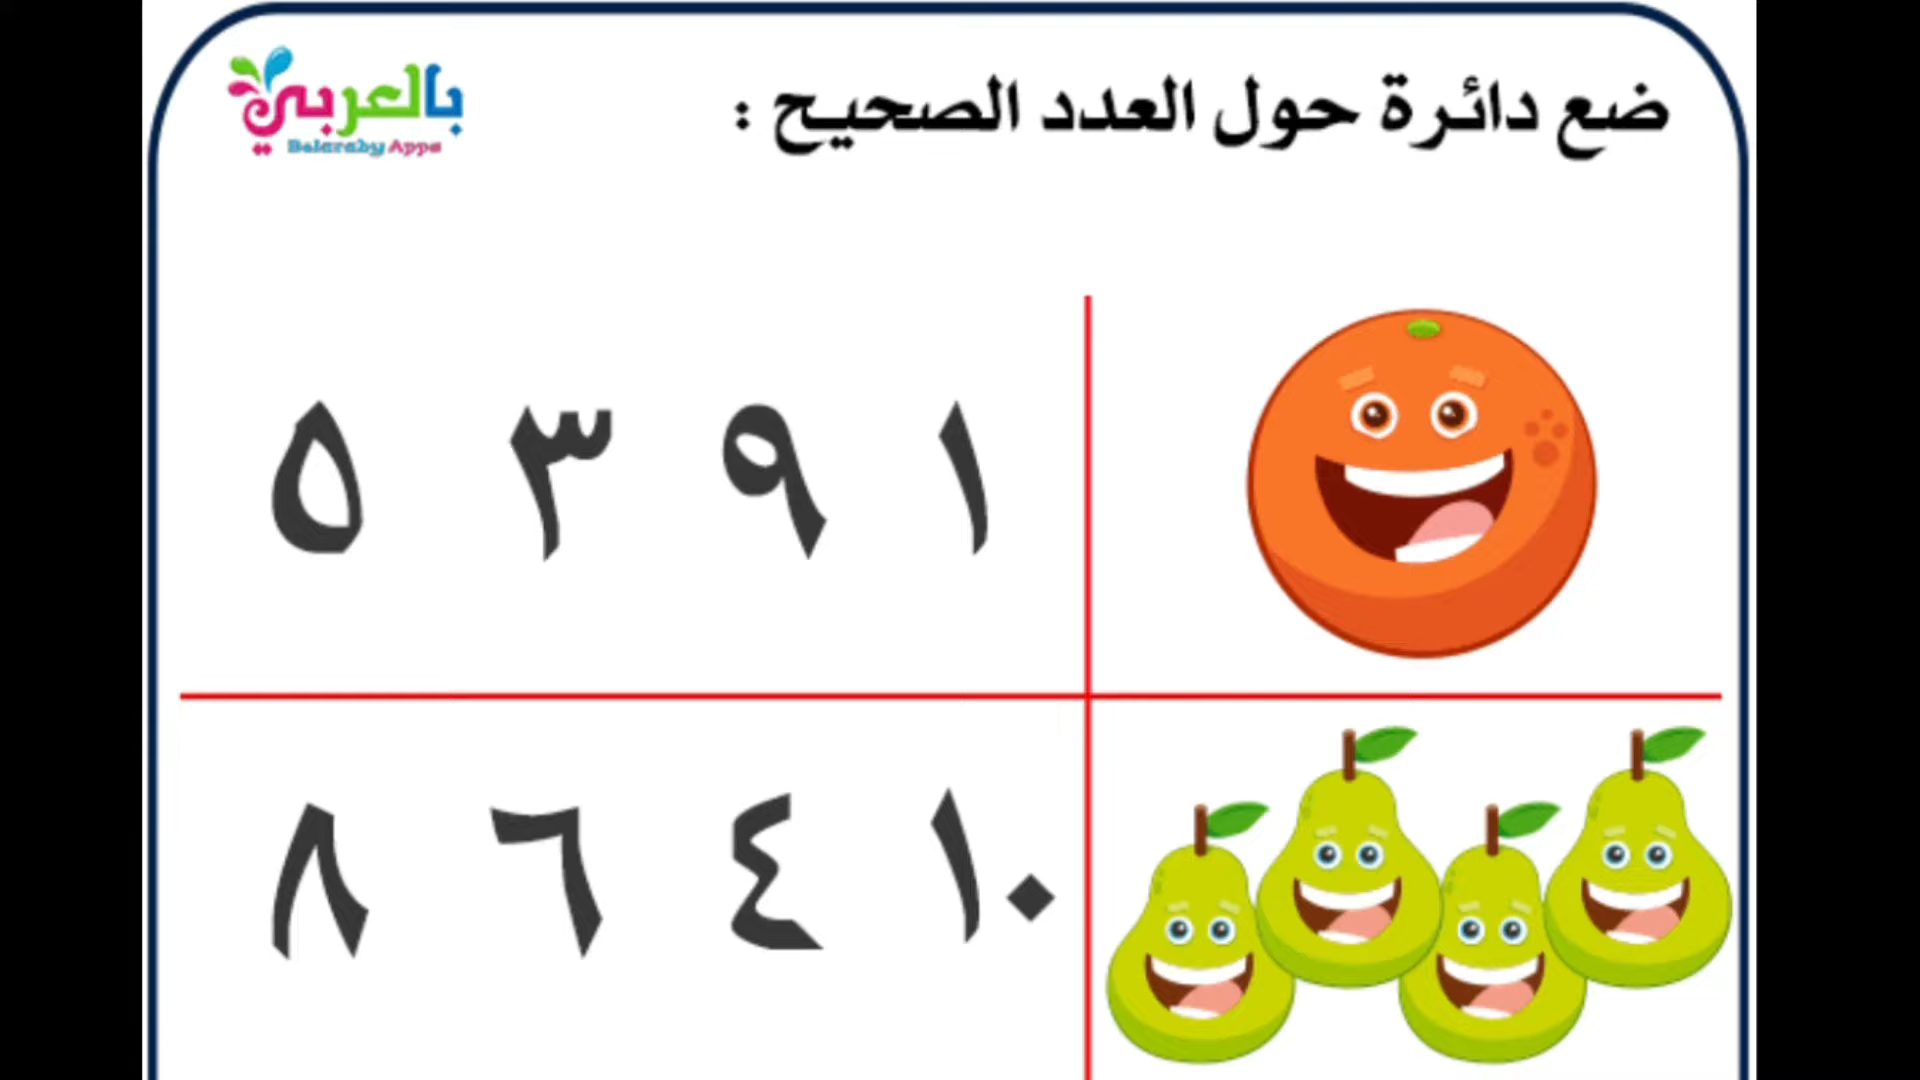 ضع دائرة حول العدد الصحيح :
بالعربي
Belaraby Apps
١ ٩ ٣ ٥
١٠ ٤ ٦ ٨